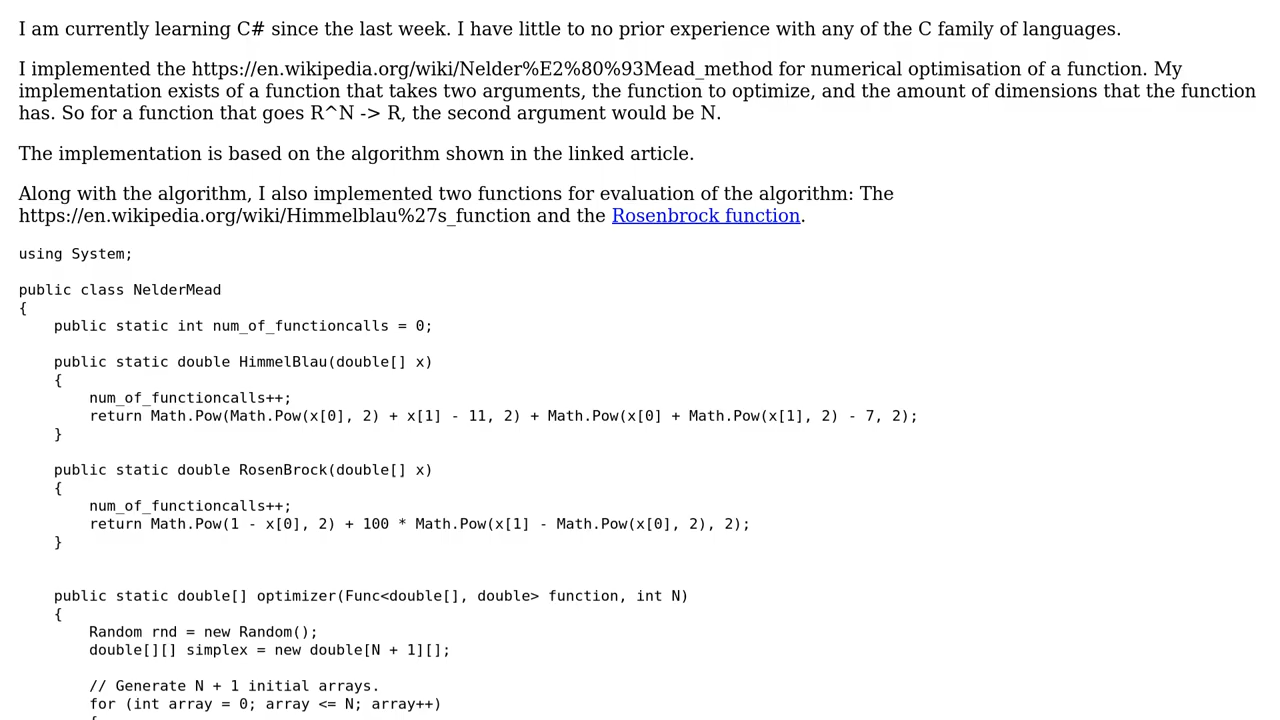 I am currently learning C# since the last week. I have little to no prior experience with any of the C family of languages.
I implemented the https://en.wikipedia.org/wiki/Nelder%E2%80%93Mead_method for numerical optimisation of a function. My
implementation exists of a function that takes two arguments, the function to optimize, and the amount of dimensions that the function
has. So for a function that goes R^N -> R, the second argument would be N.
The implementation is based on the algorithm shown in the linked article.
Along with the algorithm, I also implemented two functions for evaluation of the algorithm: The
https://en.wikipedia.org/wiki/Himmelblau%27s_function and the Rosenbrock function.
using System;
public class NelderMead
{
    public static int num_of_functioncalls = 0;
    public static double HimmelBlau(double[] x)
    {
        num_of_functioncalls++;
        return Math.Pow(Math.Pow(x[0], 2) + x[1] - 11, 2) + Math.Pow(x[0] + Math.Pow(x[1], 2) - 7, 2);
    }
    public static double RosenBrock(double[] x)
    {
        num_of_functioncalls++;
        return Math.Pow(1 - x[0], 2) + 100 * Math.Pow(x[1] - Math.Pow(x[0], 2), 2);
    }
    public static double[] optimizer(Func<double[], double> function, int N)
    {
        Random rnd = new Random();
        double[][] simplex = new double[N + 1][];
        // Generate N + 1 initial arrays.
        for (int array = 0; array <= N; array++)
        {